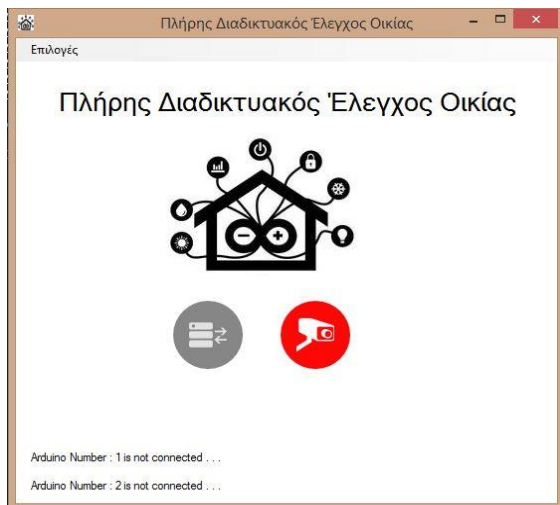 Πλήρης Διαδικτυακός Έλεγχος Οικίας
Επιλογές
Πλήρης Διαδικτυακός Έλεγχος Οικίας
Arduino Number : 1 is not connected . . .
Arduino Number : 2 is not connected . . .